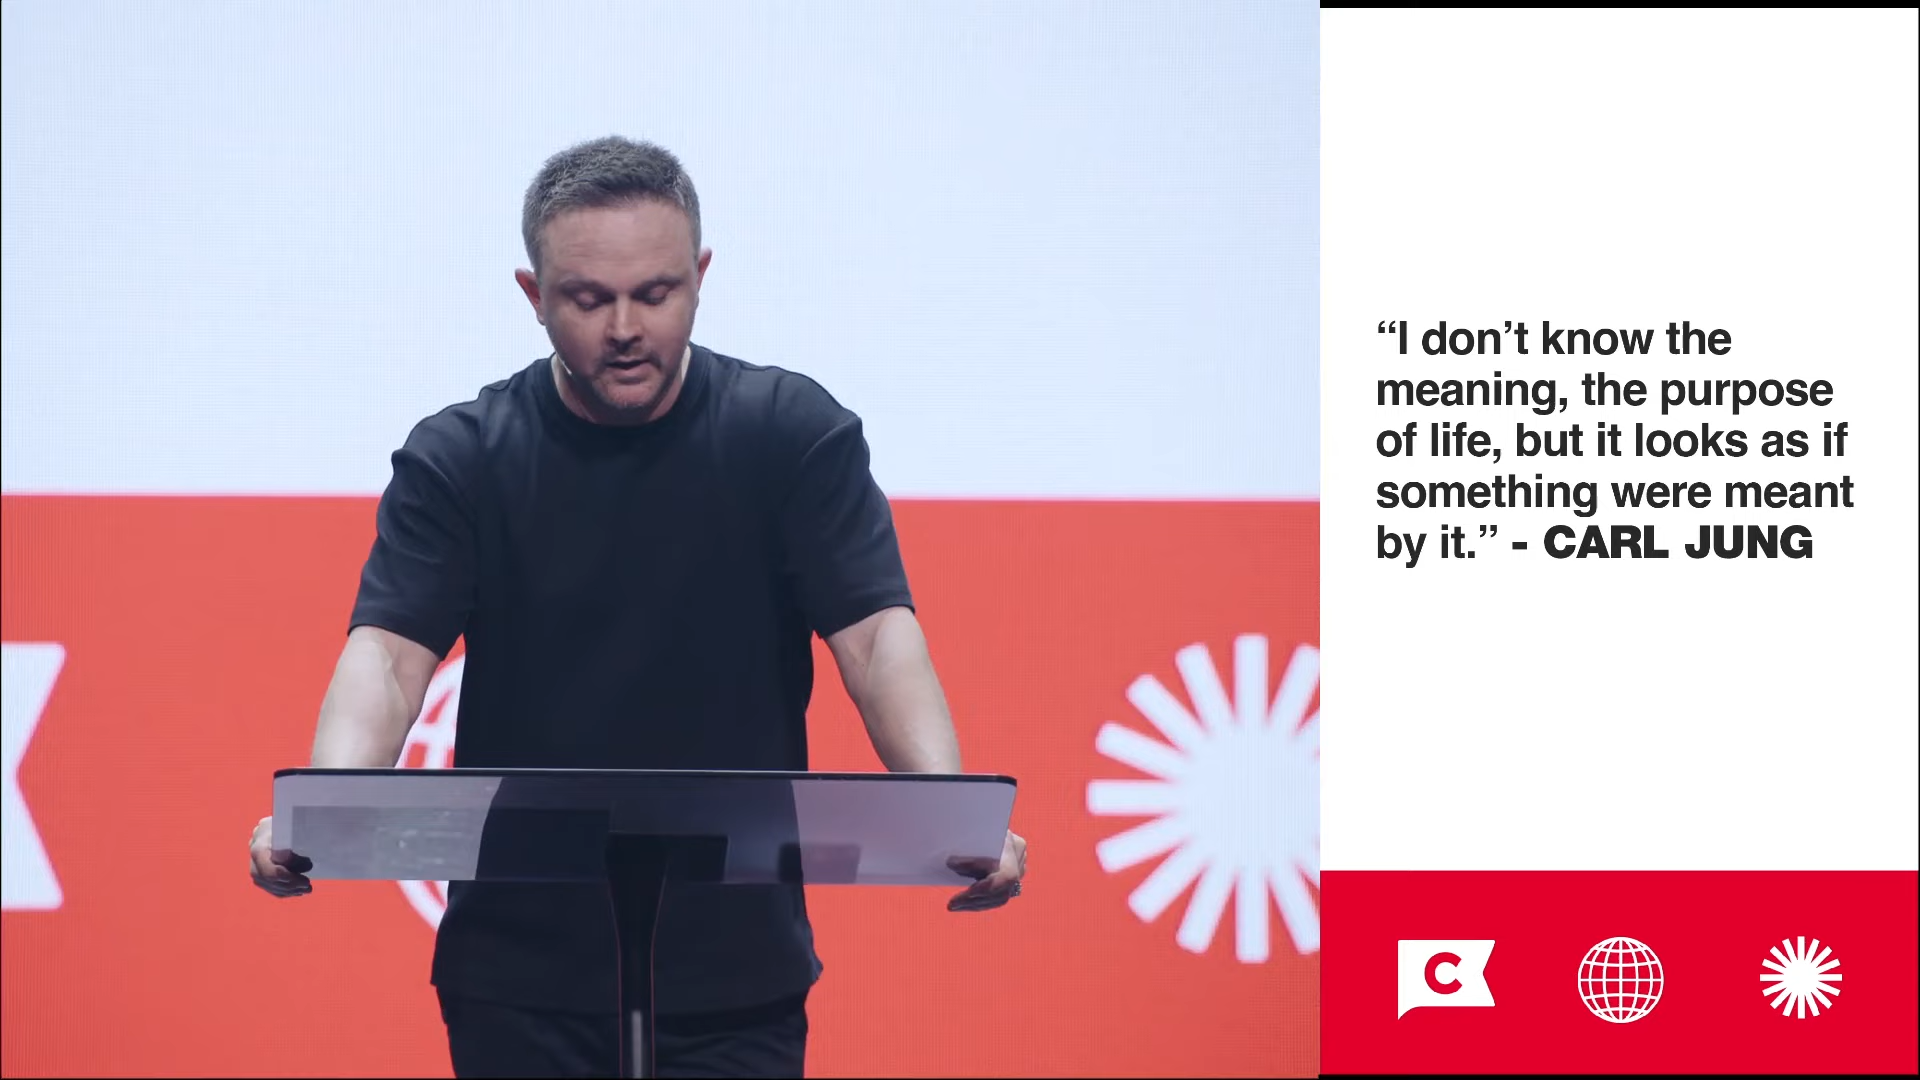 “I don’t know the
meaning, the purpose
of life, but it looks as if
something were meant
by it.” - CARL JUNG
C